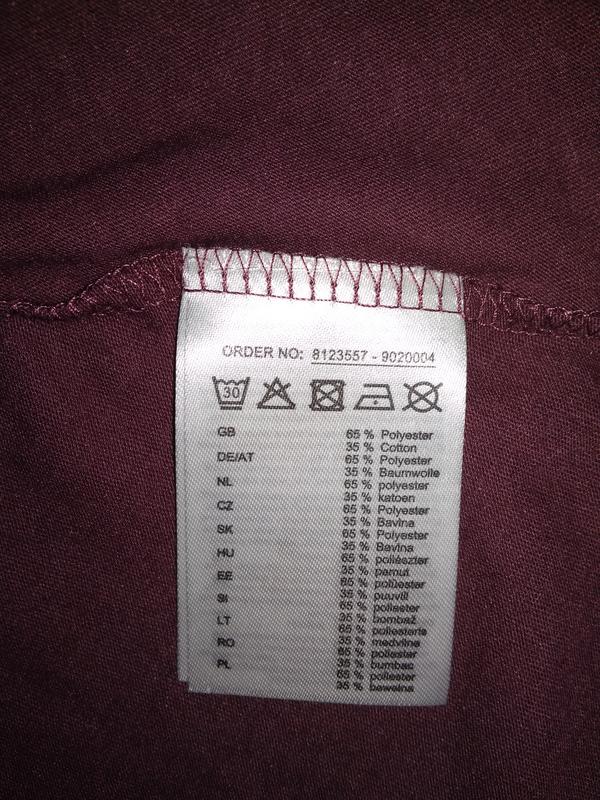 ORDER NO: 8123557 - 9020004
30
GB 65 % Polyester
35 % Cotton
DE/AT 65 % Polyester
35 % Baumwolle
NL 65 % polyester
35 % katoen
CZ 65 % Polyester
35 % Bavlna
SK 65 % Polyester
35 % Bavlna
HU 65 % poliészter
35 % pamut
EE 65 % polüester
35 % puuvill
SI 65 % poliester
35 % bombaž
LT 65 % poliesteris
35 % medvilnė
RO 65 % poliester
35 % bumbac
PL 65 % poliester
35 % bawełna